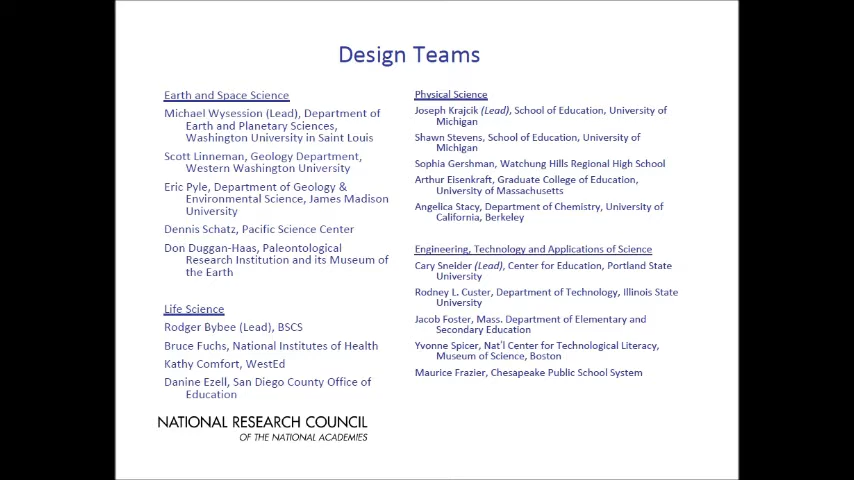 Design Teams
Earth and Space Science
Michael Wysession (Lead), Department of
Earth and Planetary Sciences,
Washington University in Saint Louis
Scott Linneman, Geology Department,
Western Washington University
Eric Pyle, Department of Geology &
Environmental Science, James Madison
University
Dennis Schatz, Pacific Science Center
Don Duggan-Haas, Paleontological
Research Institution and its Museum of
the Earth
Life Science
Rodger Bybee (Lead), BSCS
Bruce Fuchs, National Institutes of Health
Kathy Comfort, WestEd
Danine Ezell, San Diego County Office of
Education
Physical Science
Joseph Krajcik (Lead), School of Education, University of
Michigan
Shawn Stevens, School of Education, University of
Michigan
Sophia Gershman, Watchung Hills Regional High School
Arthur Eisenkraft, Graduate College of Education,
University of Massachusetts
Angelica Stacy, Department of Chemistry, University of
California, Berkeley
Engineering, Technology and Applications of Science
Cary Sneider (Lead), Center for Education, Portland State
University
Rodney L. Custer, Department of Technology, Illinois State
University
Jacob Foster, Mass. Department of Elementary and
Secondary Education
Yvonne Spicer, Nat'l Center for Technological Literacy,
Museum of Science, Boston
Maurice Frazier, Chesapeake Public School System
NATIONAL RESEARCH COUNCIL
OF THE NATIONAL ACADEMIES